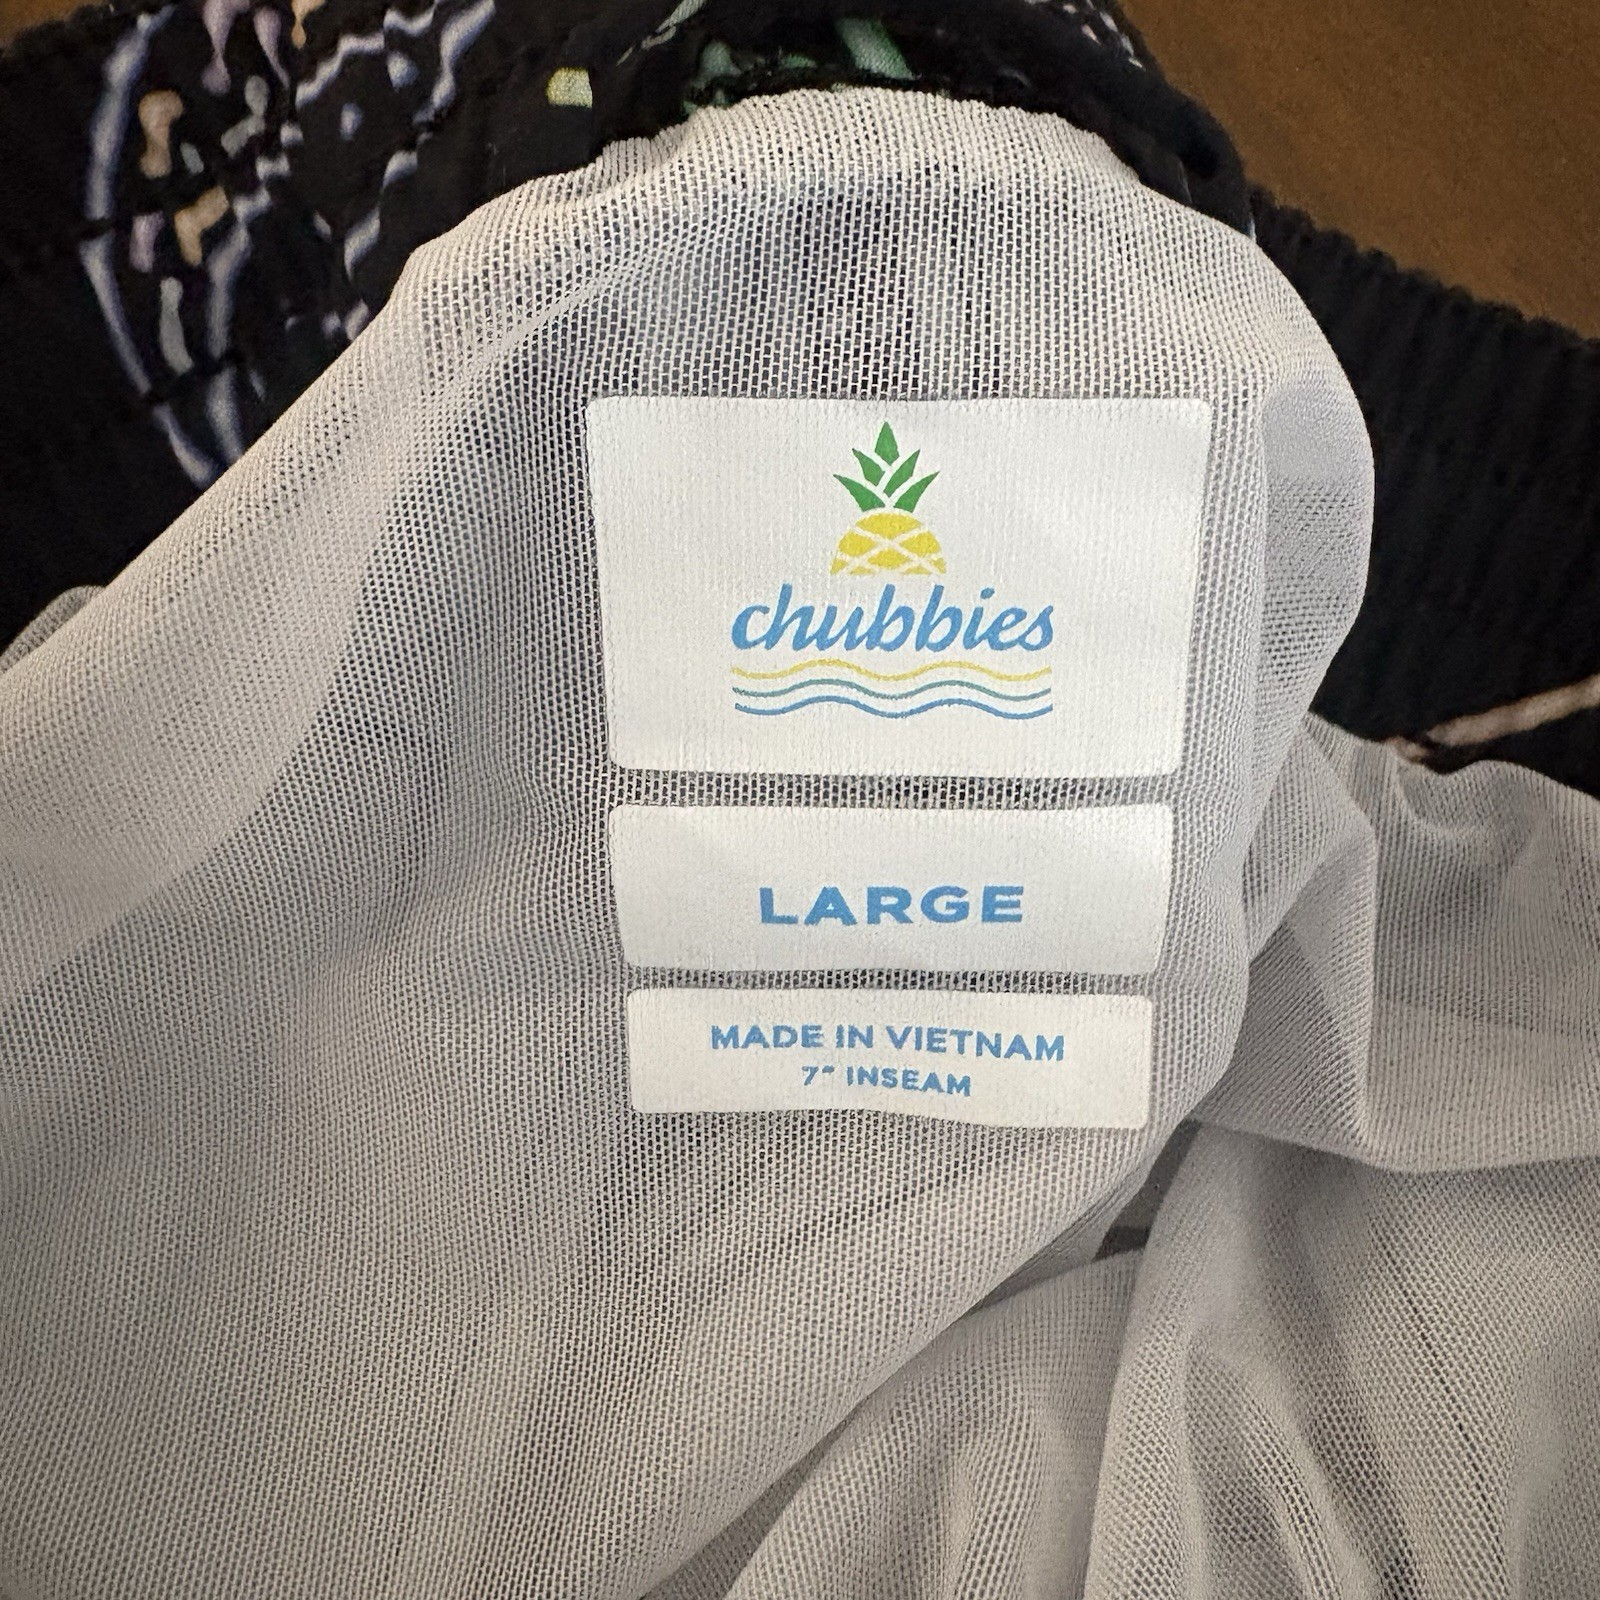 chubbies
LARGE
MADE IN VIETNAM
7" INSEAM